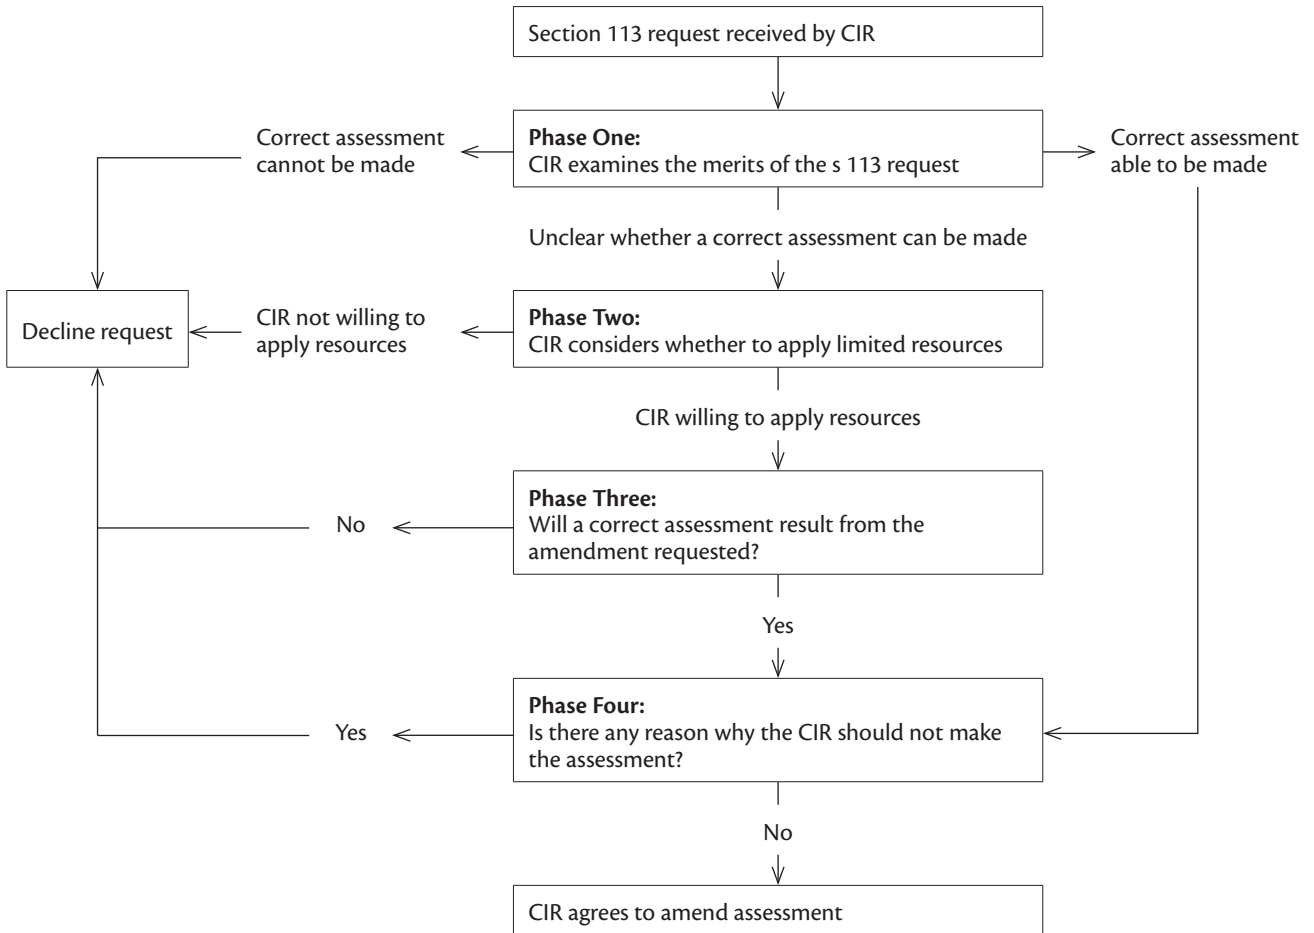 Section 113 request received by CIR
Correct assessment
cannot be made
Phase One:
CIR examines the merits of the s 113 request
Correct assessment
able to be made
Unclear whether a correct assessment can be made
Decline request
CIR not willing to
apply resources
Phase Two:
CIR considers whether to apply limited resources
CIR willing to apply resources
No
Phase Three:
Will a correct assessment result from the
amendment requested?
Yes
Yes
Phase Four:
Is there any reason why the CIR should not make
the assessment?
No
CIR agrees to amend assessment